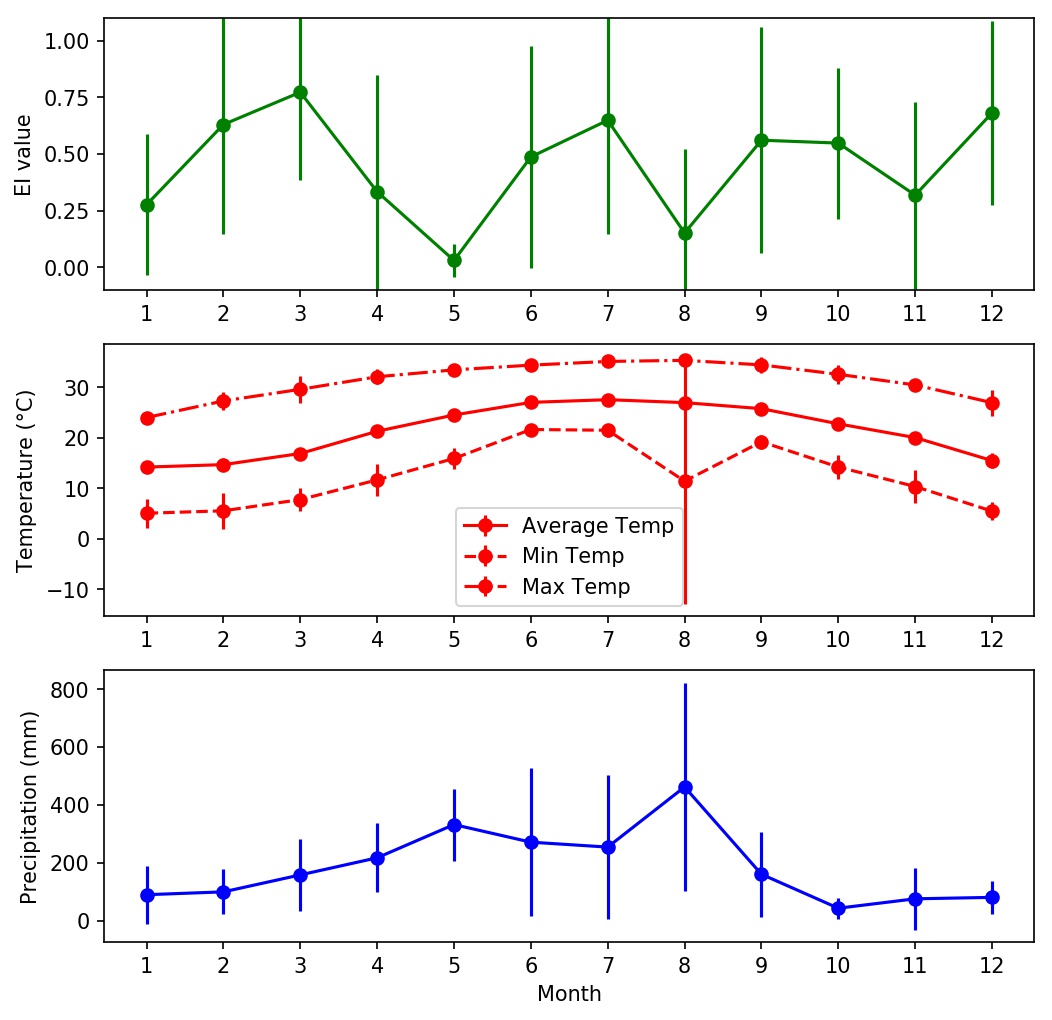 1.00
0.75
0.50
0.25
0.00
EI value
1 2 3 4 5 6 7 8 9 10 11 12
30
20
10
0
−10
Temperature (°C)
Average Temp
Min Temp
Max Temp
1 2 3 4 5 6 7 8 9 10 11 12
800
600
400
200
0
Precipitation (mm)
1 2 3 4 5 6 7 8 9 10 11 12
Month